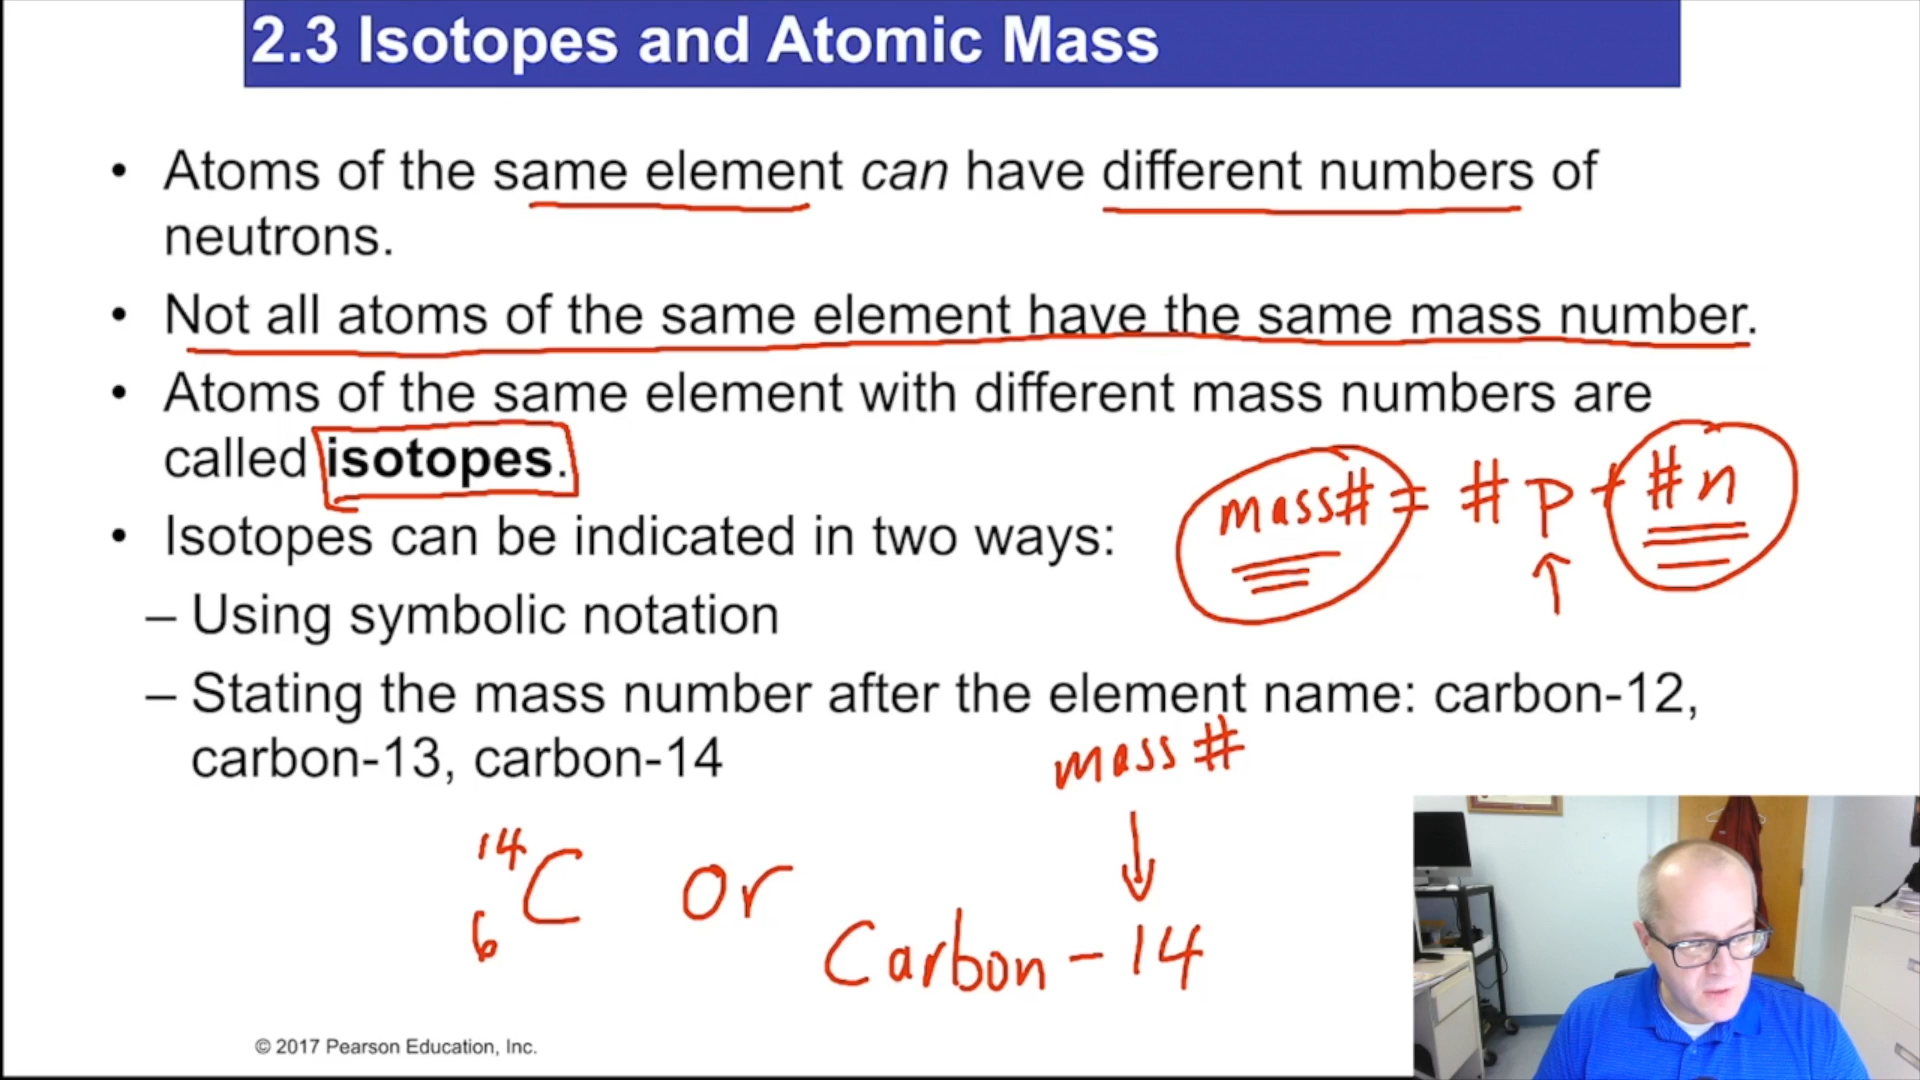 2.3 Isotopes and Atomic Mass
• Atoms of the same element can have different numbers of
neutrons.
• Not all atoms of the same element have the same mass number.
• Atoms of the same element with different mass numbers are
called isotopes.
mass# = #p + #n
• Isotopes can be indicated in two ways:
– Using symbolic notation
– Stating the mass number after the element name: carbon-12,
carbon-13, carbon-14
mass #
14
6
C or
Carbon - 14
© 2017 Pearson Education, Inc.